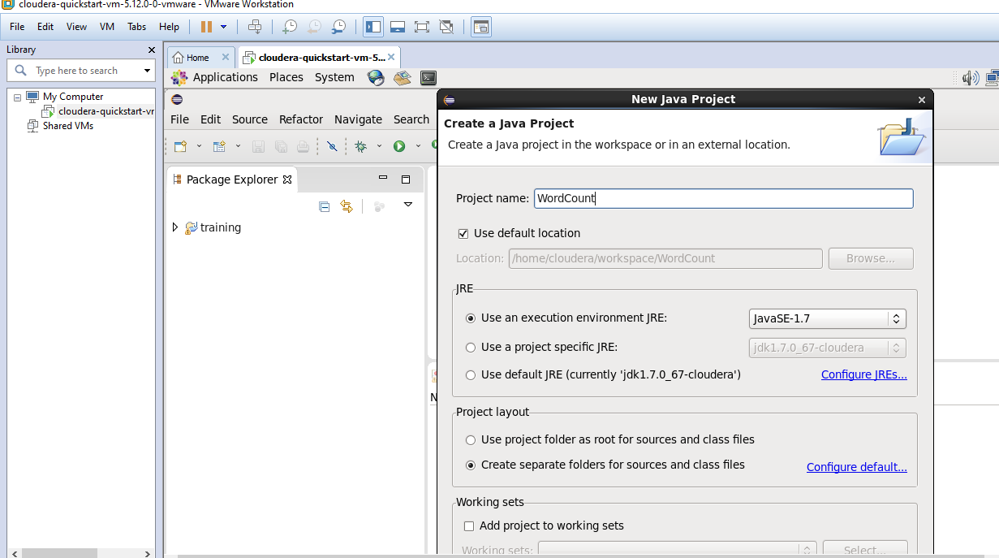 cloudera-quickstart-vm-5.12.0-0-vmware - VMware Workstation
File Edit View VM Tabs Help
Library
Type here to search
My Computer
cloudera-quickstart-vr
Shared VMs
Home
cloudera-quickstart-vm-5...
Applications Places System
File Edit Source Refactor Navigate Search
Package Explorer
training
New Java Project
Create a Java Project
Create a Java project in the workspace or in an external location.
Project name: WordCount
Use default location
Location: /home/cloudera/workspace/WordCount Browse...
JRE
Use an execution environment JRE: JavaSE-1.7
Use a project specific JRE: jdk1.7.0_67-cloudera
Use default JRE (currently 'jdk1.7.0_67-cloudera') Configure JREs...
Project layout
Use project folder as root for sources and class files
Create separate folders for sources and class files Configure default...
Working sets
Add project to working sets
Working sets: Select...